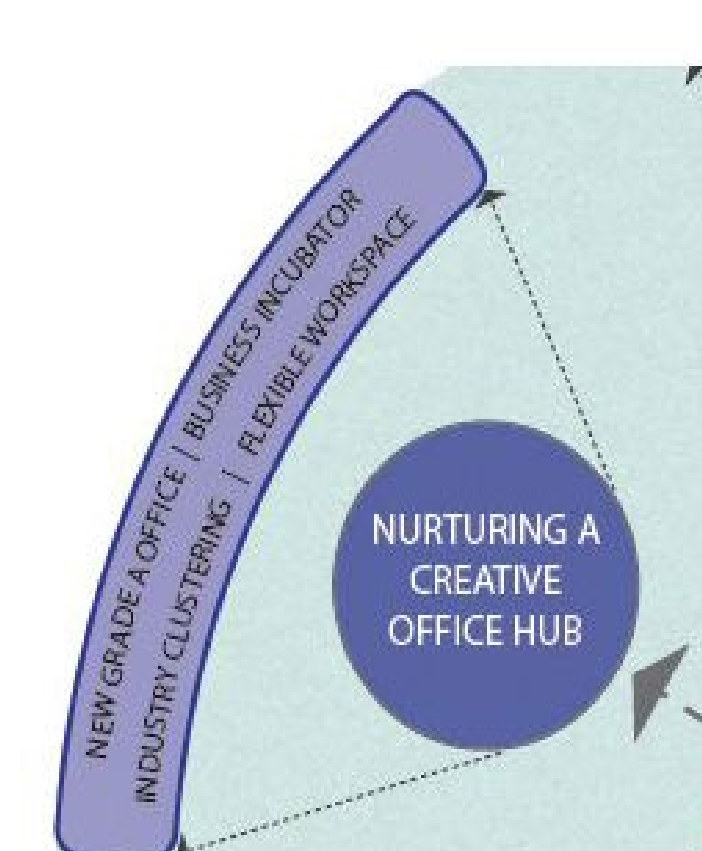 NEW GRADE A OFFICE | BUSINESS INCUBATOR
INDUSTRY CLUSTERING | FLEXIBLE WORKSPACE
NURTURING A
CREATIVE
OFFICE HUB